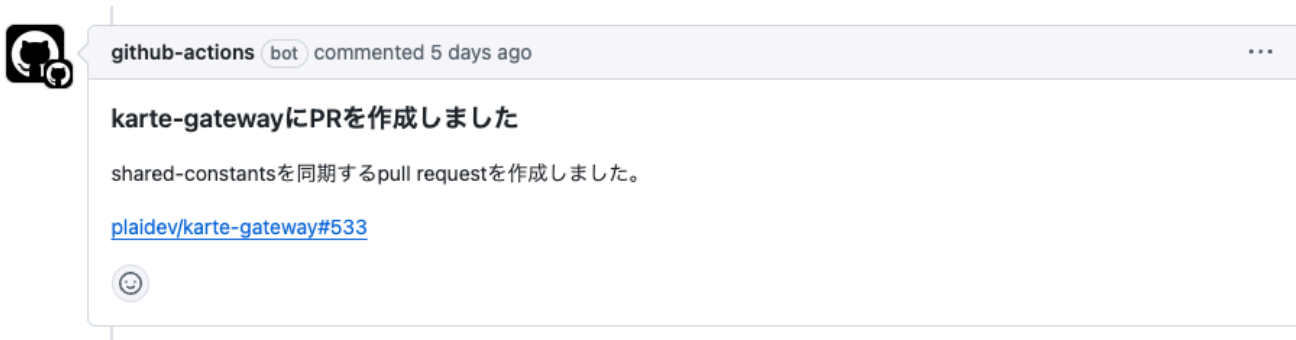 github-actions bot commented 5 days ago
karte-gatewayにPRを作成しました
shared-constantsを同期するpull requestを作成しました。
plaidev/karte-gateway#533